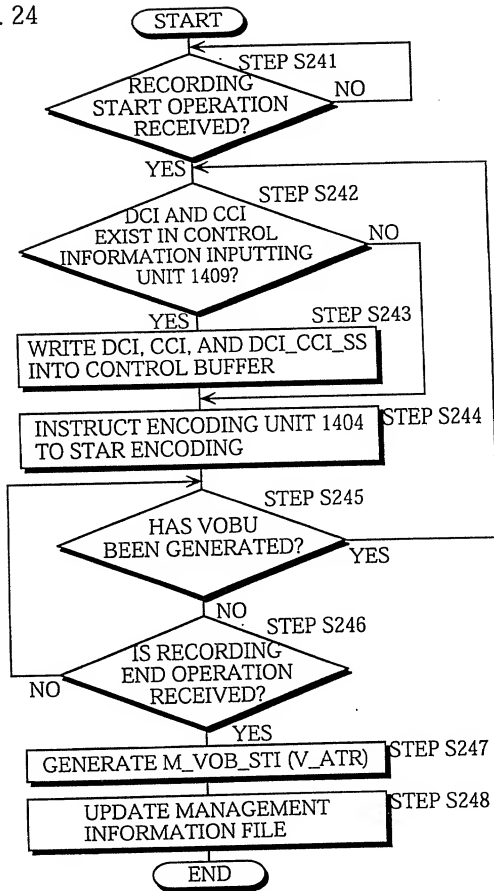 . 24
START
STEP S241
RECORDING
START OPERATION
RECEIVED?
NO
YES
STEP S242
DCI AND CCI
EXIST IN CONTROL
INFORMATION INPUTTING
UNIT 1409?
NO
YES
STEP S243
WRITE DCI, CCI, AND DCI_CCI_SS
INTO CONTROL BUFFER
INSTRUCT ENCODING UNIT 1404
TO STAR ENCODING
STEP S244
STEP S245
HAS VOBU
BEEN GENERATED?
YES
NO
STEP S246
IS RECORDING
END OPERATION
RECEIVED?
NO
YES
GENERATE M_VOB_STI (V_ATR)
STEP S247
UPDATE MANAGEMENT
INFORMATION FILE
STEP S248
END